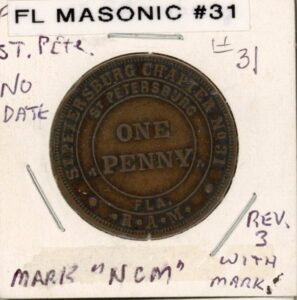 FL MASONIC #31
ST. Pete.
31
NO
DATE
ST. PETERSBURG CHAPTER NO. 31
ST PETERSBURG
ONE
PENNY
FLA.
R.A.M.
REV.
3
WITH
MARK
MARK "NCM"